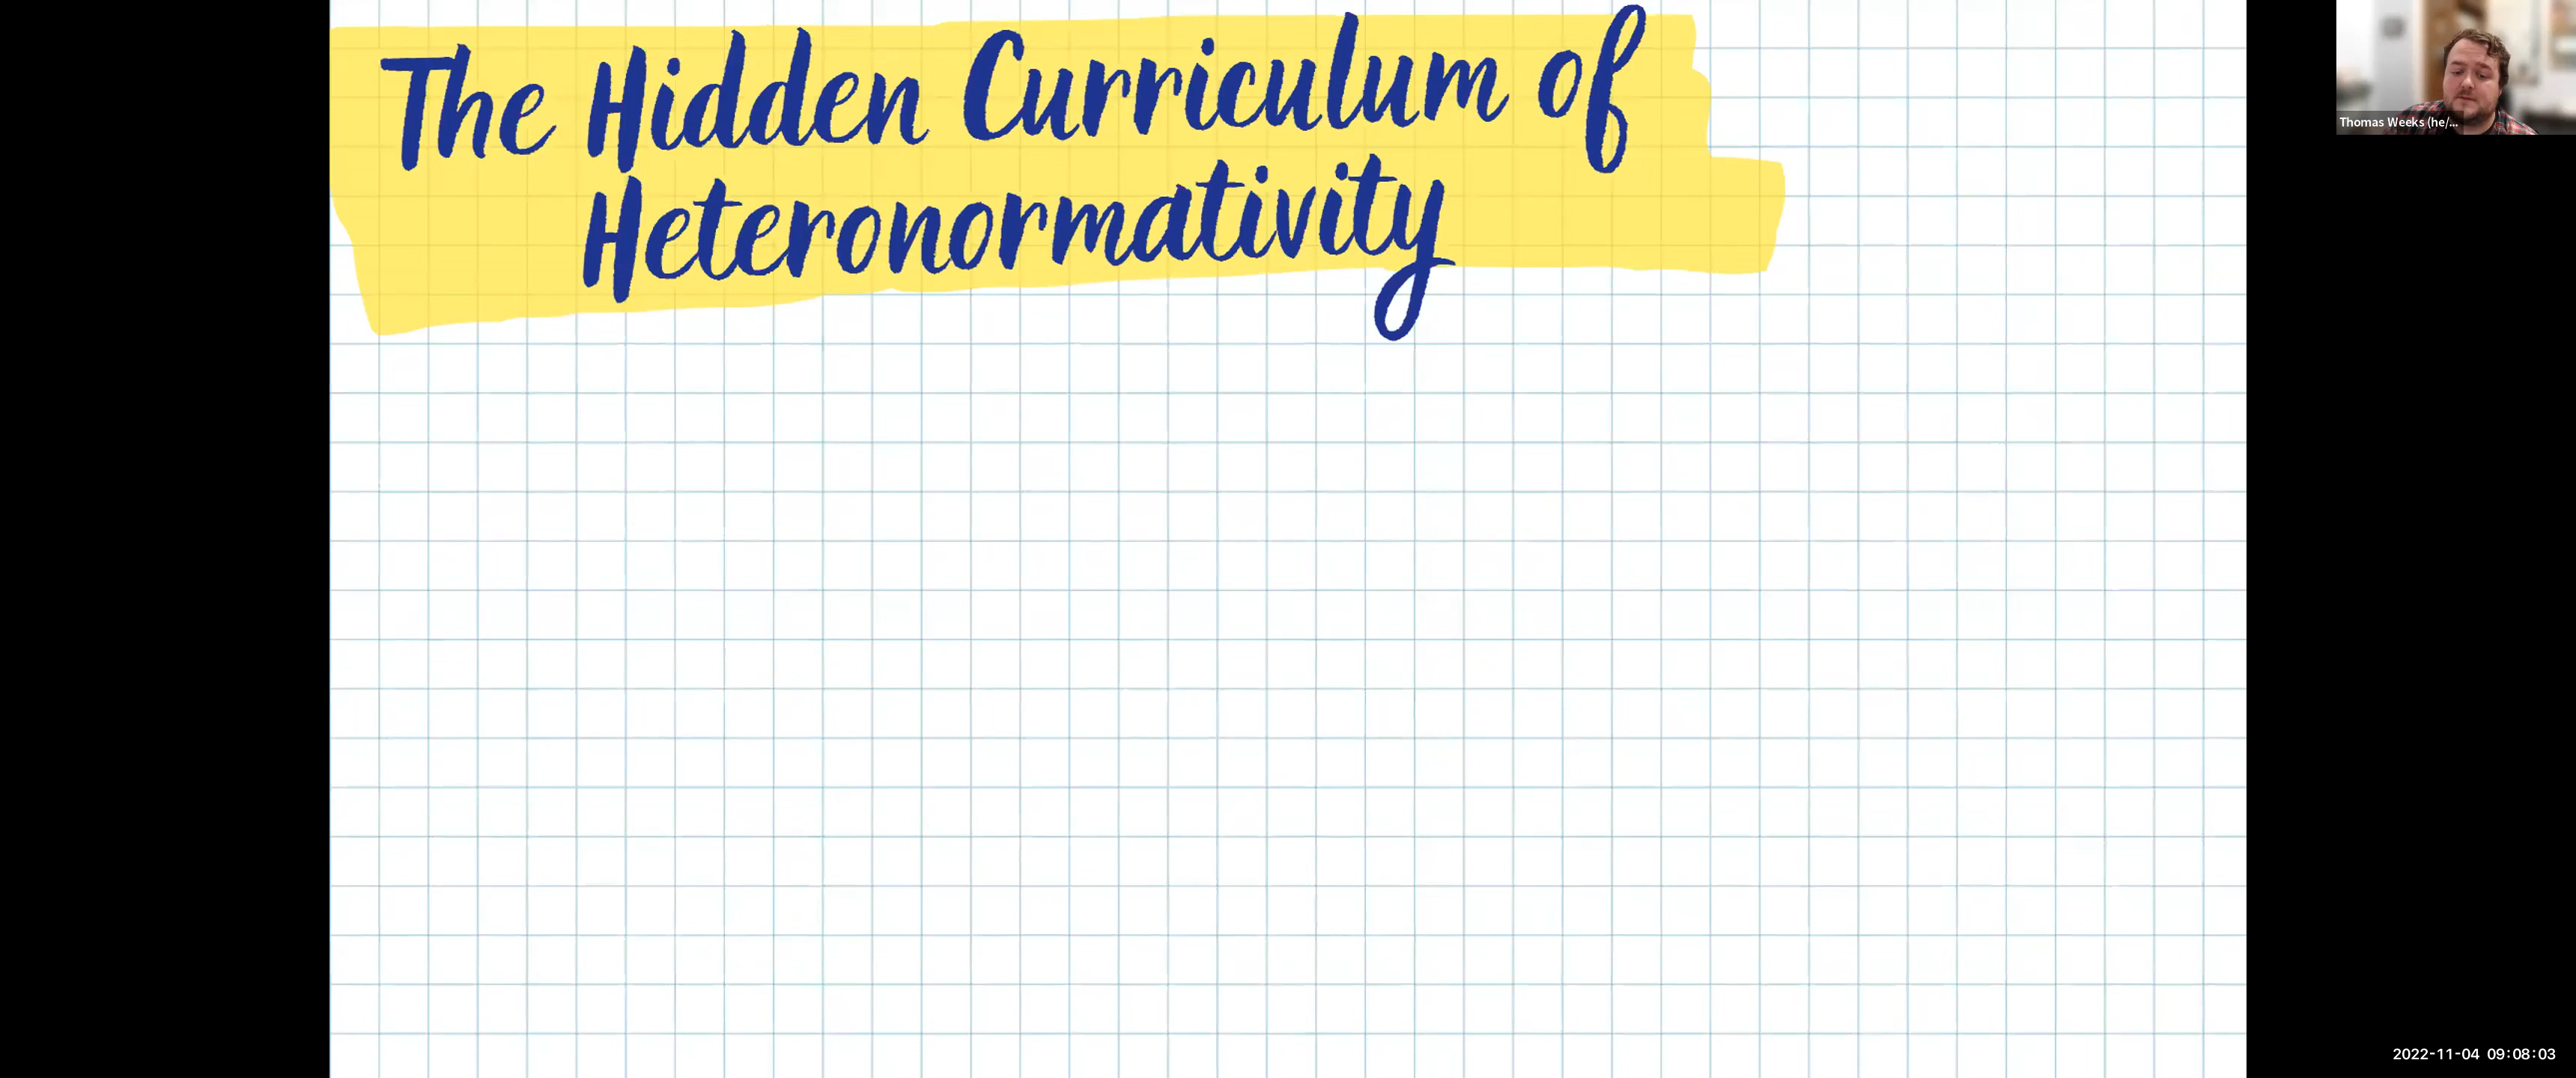 The Hidden Curriculum of
Heteronormativity
Thomas Weeks (he/...
2022-11-04 09:08:03